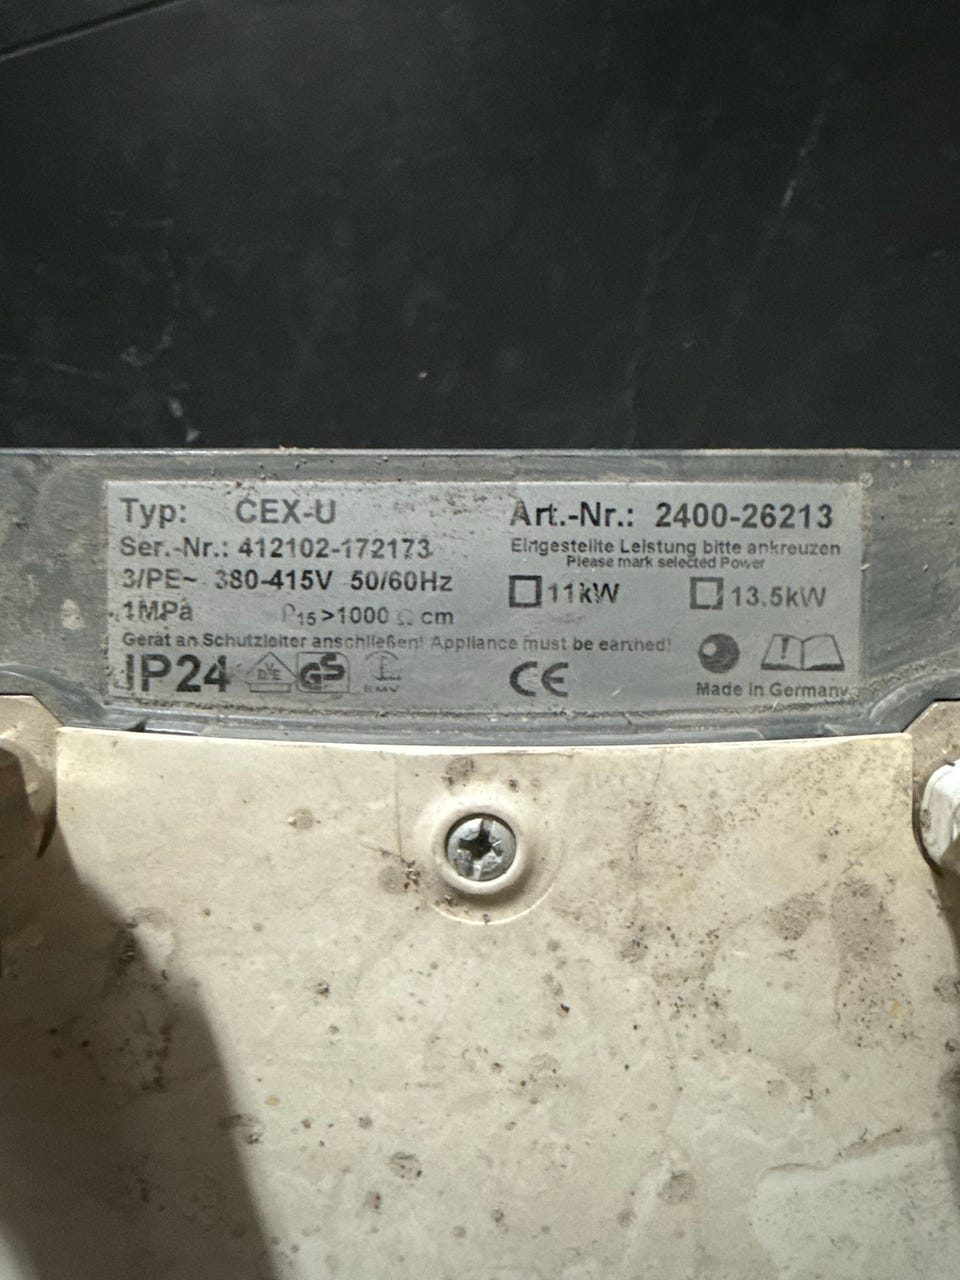 Typ: CEX-U
Art.-Nr.: 2400-26213
Ser.-Nr.: 412102-172173
Eingestellte Leistung bitte ankreuzen
Please mark selected Power
3/PE~ 380-415V 50/60Hz
11kW 13.5kW
1MPa ρ15>1000 Ω cm
Gerät an Schutzleiter anschließen! Appliance must be earthed!
IP24 VDE GS CE
Made in Germany